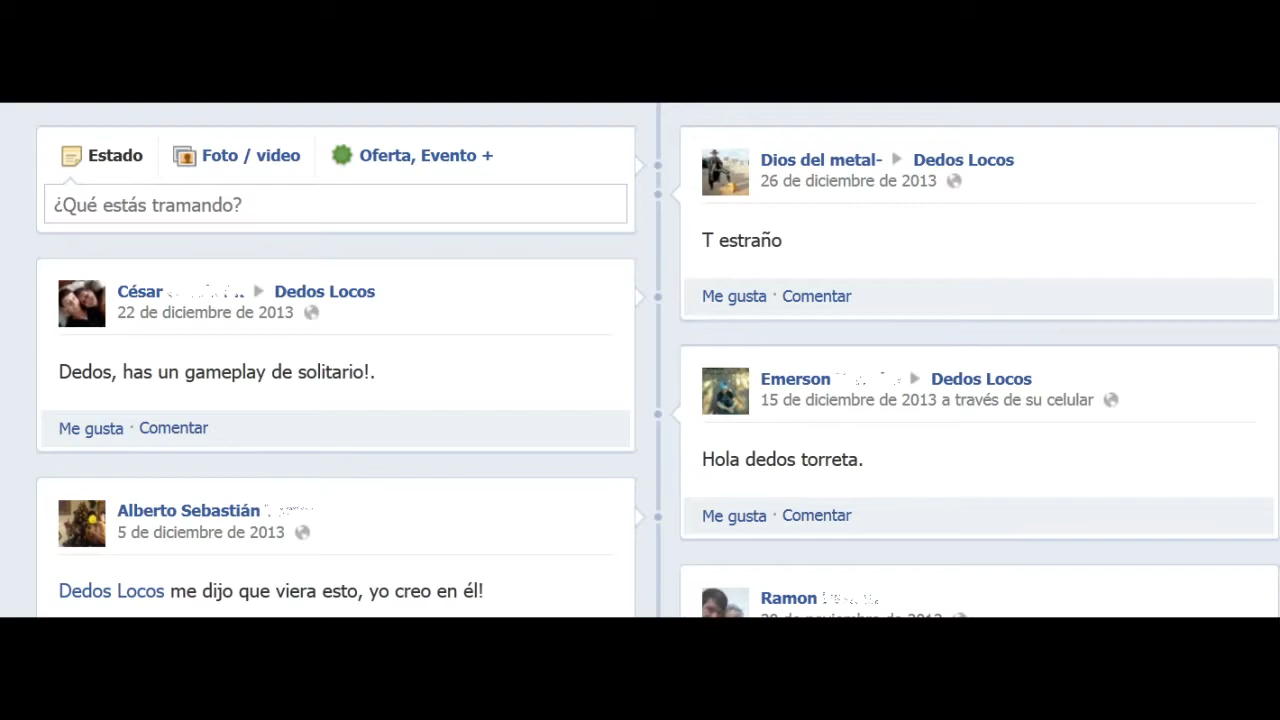 Estado
Foto / video
Oferta, Evento +
¿Qué estás tramando?
César
Dedos Locos
22 de diciembre de 2013
Dedos, has un gameplay de solitario!.
Me gusta · Comentar
Alberto Sebastián
5 de diciembre de 2013
Dedos Locos me dijo que viera esto, yo creo en él!
Dios del metal- Dedos Locos
26 de diciembre de 2013
T estraño
Me gusta · Comentar
Emerson
Dedos Locos
15 de diciembre de 2013 a través de su celular
Hola dedos torreta.
Me gusta · Comentar
Ramon